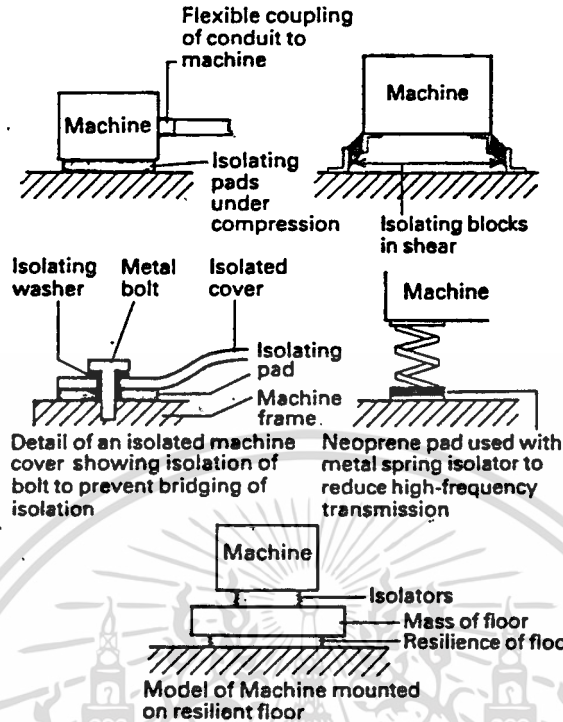 Flexible coupling
of conduit to
machine
Machine
Isolating
pads
under
compression
Machine
Isolating blocks
in shear
Isolating
washer
Metal
bolt
Isolated
cover
Isolating
pad
Machine
frame.
Detail of an isolated machine
cover showing isolation of
bolt to prevent bridging of
isolation
Machine
Neoprene pad used with
metal spring isolator to
reduce high-frequency
transmission
Machine
Isolators
Mass of floor
Resilience of floo
Model of Machine mounted
on resilient floor